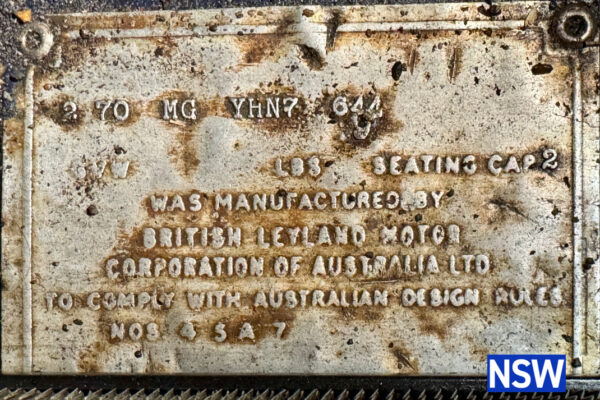 2 70 MG YHN7 644
GVW LBS SEATING CAP 2
WAS MANUFACTURED BY
BRITISH LEYLAND MOTOR
CORPORATION OF AUSTRALIA LTD
TO COMPLY WITH AUSTRALIAN DESIGN RULES
NOS 4 5A 7
NSW